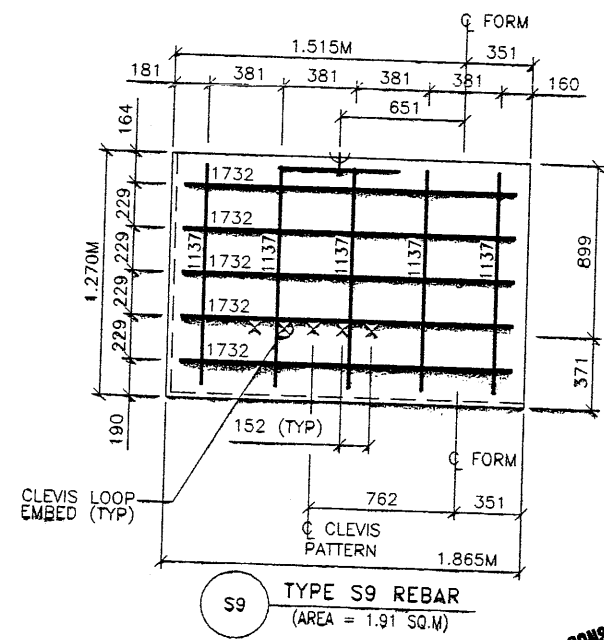 ℄ FORM
1.515M
351
181
381
381
381
381
160
651
164
229
229
229
229
190
1.270M
1732
1732
1732
1732
1732
1137
1137
1137
1137
1137
899
371
152 (TYP)
℄ FORM
CLEVIS LOOP
EMBED (TYP)
762
351
℄ CLEVIS
PATTERN
1.865M
S9
TYPE S9 REBAR
(AREA = 1.91 SQ.M)